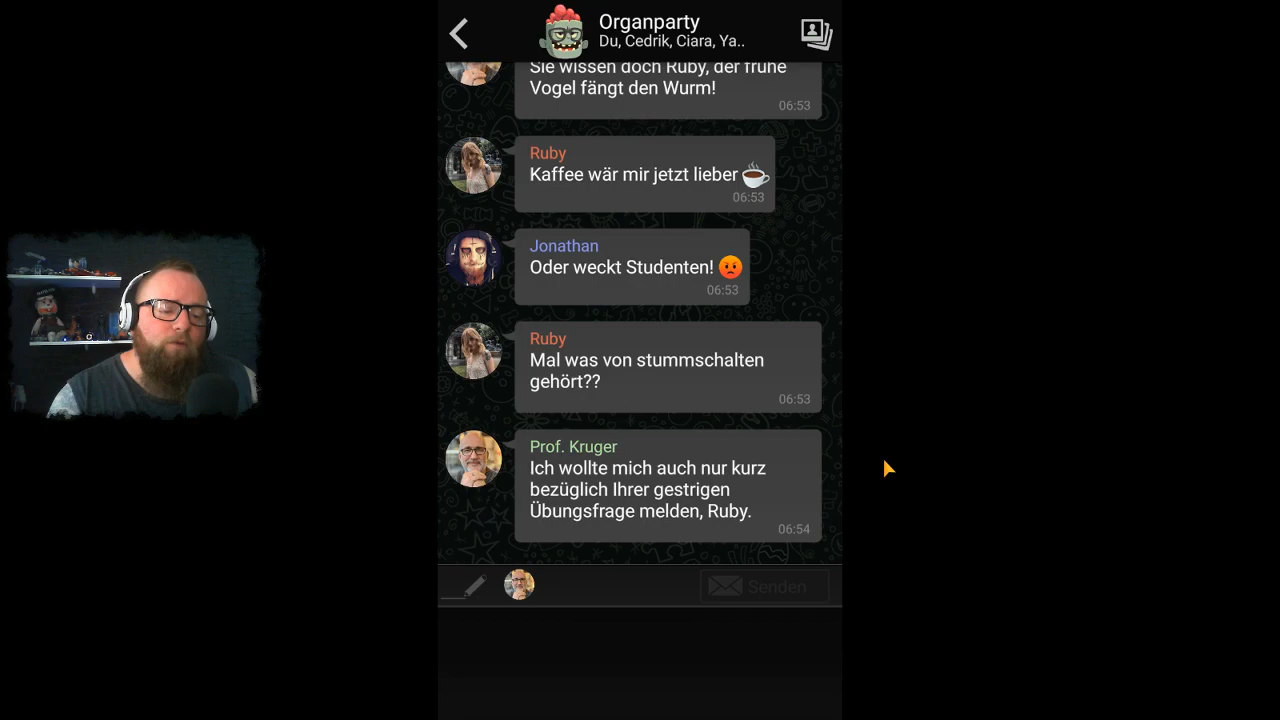 Organparty
Du, Cedrik, Ciara, Ya..
Sie wissen doch Ruby, der frühe
Vogel fängt den Wurm!
06:53
Ruby
Kaffee wär mir jetzt lieber
06:53
Jonathan
Oder weckt Studenten!
06:53
Ruby
Mal was von stummschalten
gehört??
06:53
Prof. Kruger
Ich wollte mich auch nur kurz
bezüglich Ihrer gestrigen
Übungsfrage melden, Ruby.
06:54
Senden